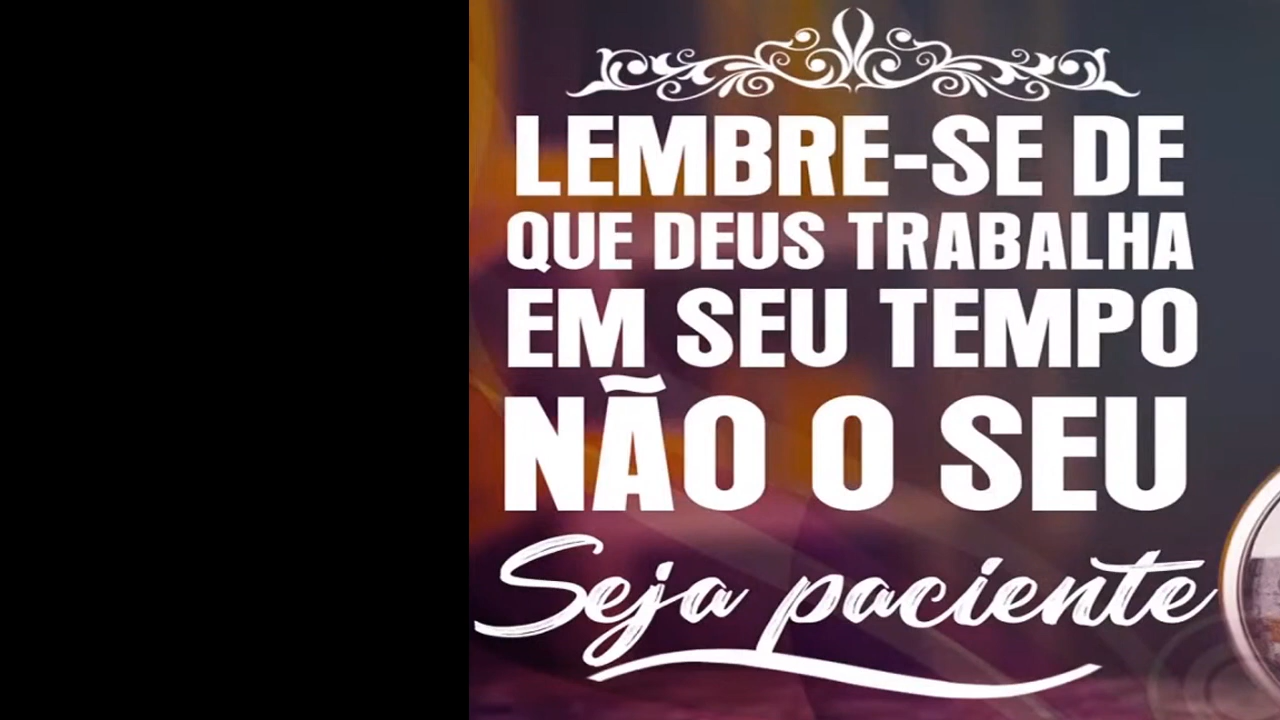 LEMBRE-SE DE
QUE DEUS TRABALHA
EM SEU TEMPO
NÃO O SEU
Seja paciente